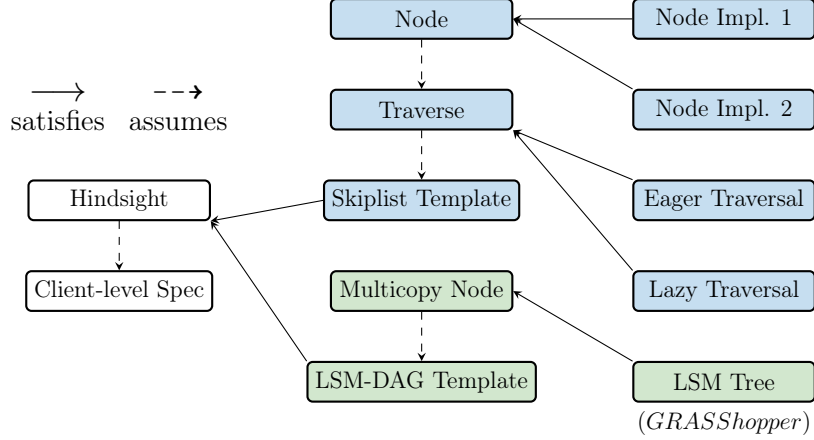 Node
Node Impl. 1
satisfies
assumes
Traverse
Node Impl. 2
Hindsight
Skiplist Template
Eager Traversal
Client-level Spec
Multicopy Node
Lazy Traversal
LSM-DAG Template
LSM Tree
(GRASShopper)